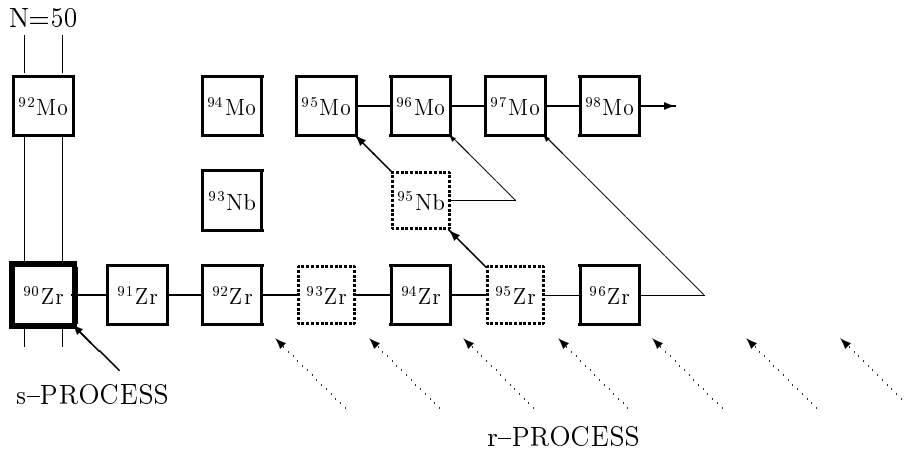 N=50
⁹²Mo ⁹⁴Mo ⁹⁵Mo ⁹⁶Mo ⁹⁷Mo ⁹⁸Mo
⁹³Nb ⁹⁵Nb
⁹⁰Zr ⁹¹Zr ⁹²Zr ⁹³Zr ⁹⁴Zr ⁹⁵Zr ⁹⁶Zr
s–PROCESS
r–PROCESS